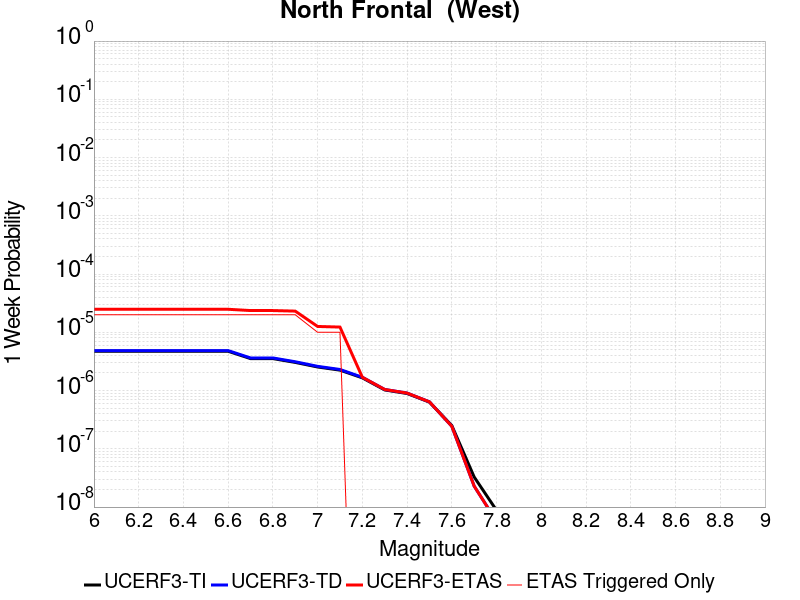 North Frontal  (West)
10^0
10^-1
10^-2
10^-3
10^-4
10^-5
10^-6
10^-7
10^-8
1 Week Probability
6 6.2 6.4 6.6 6.8 7 7.2 7.4 7.6 7.8 8 8.2 8.4 8.6 8.8 9
Magnitude
UCERF3-TI UCERF3-TD UCERF3-ETAS ETAS Triggered Only